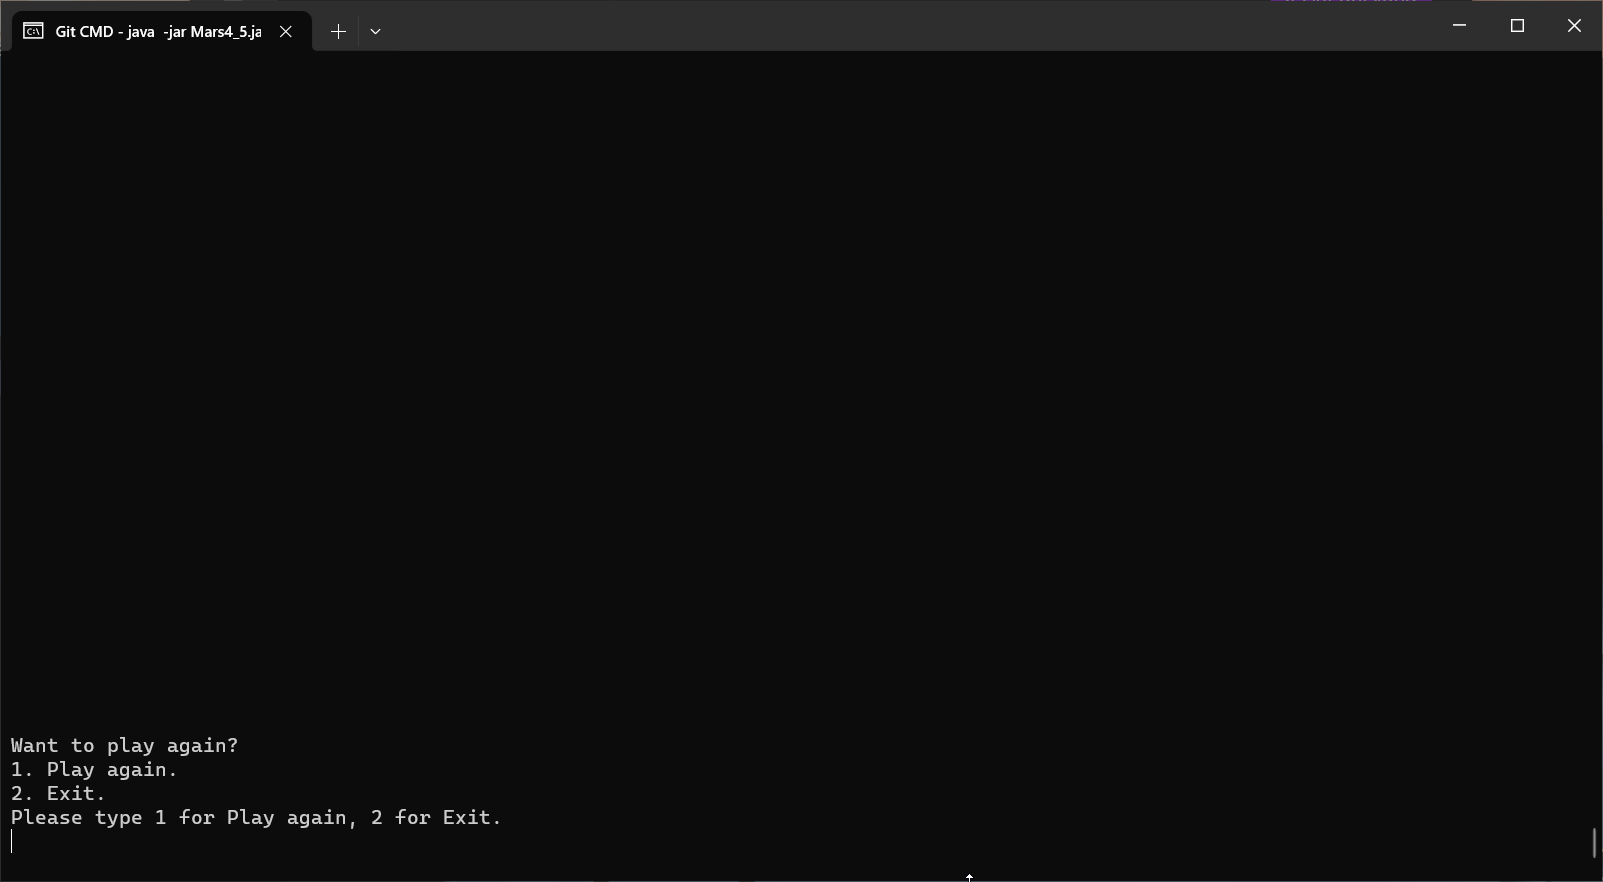 Git CMD - java  -jar Mars4_5.ja
Want to play again?
1. Play again.
2. Exit.
Please type 1 for Play again, 2 for Exit.